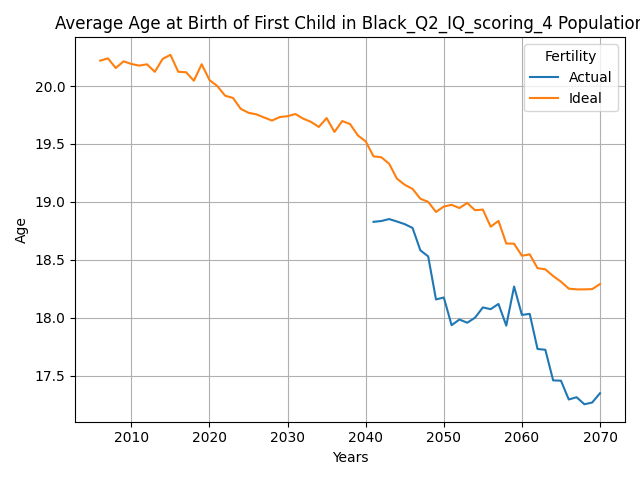 Average Age at Birth of First Child in Black_Q2_IQ_scoring_4 Population
Fertility
Actual
Ideal
20.0
19.5
19.0
18.5
18.0
17.5
Age
2010 2020 2030 2040 2050 2060 2070
Years